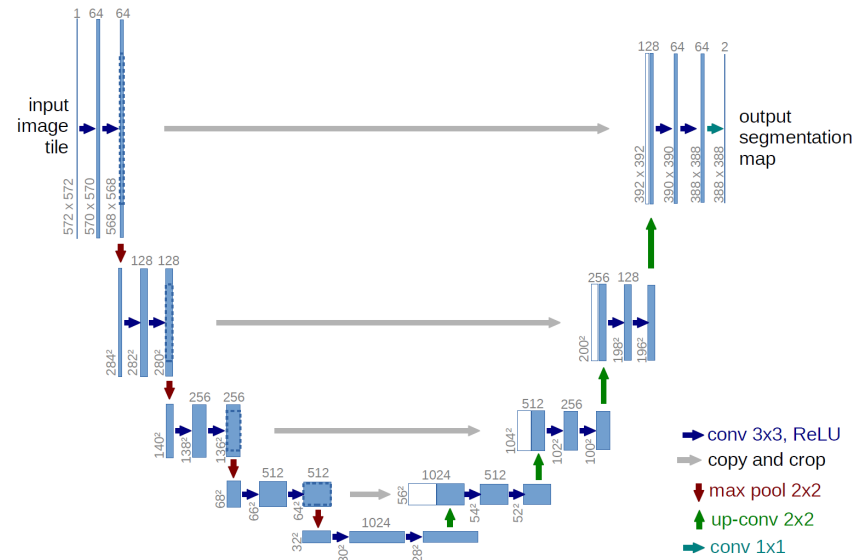 1 64 64
input
image
tile
572 x 572
570 x 570
568 x 568
128 64 64 2
output
segmentation
map
392 x 392
390 x 390
388 x 388
388 x 388
128 128
284²
282²
280²
256 128
200²
198²
196²
256 256
140²
138²
136²
512 256
104²
102²
100²
512 512
68²
66²
64²
1024 512
56²
54²
52²
1024
32²
30²
28²
conv 3x3, ReLU
copy and crop
max pool 2x2
up-conv 2x2
conv 1x1